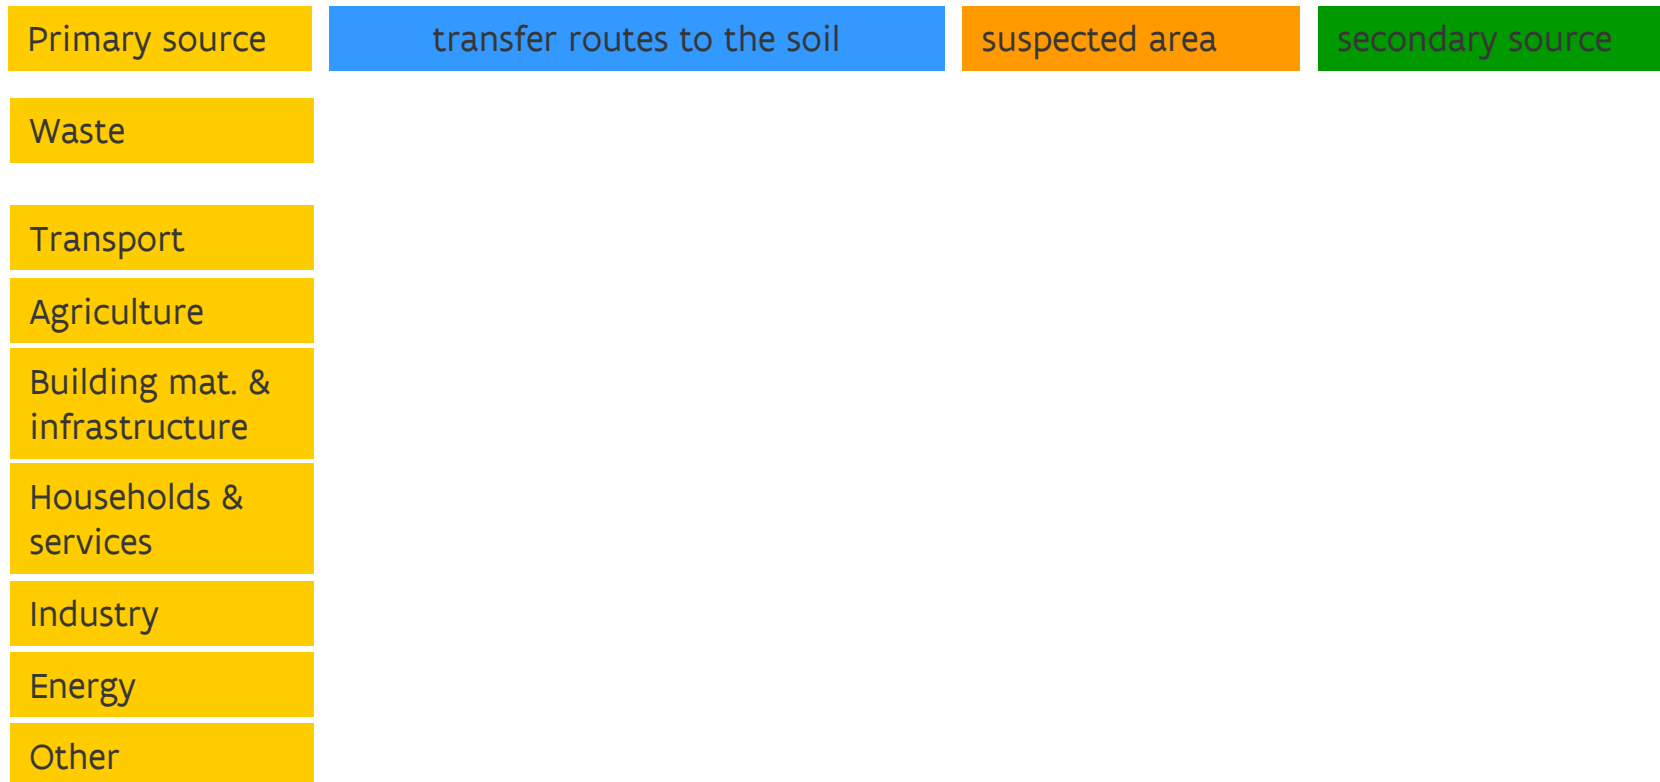 Primary source
transfer routes to the soil
suspected area
secondary source
Waste
Transport
Agriculture
Building mat. &
infrastructure
Households &
services
Industry
Energy
Other